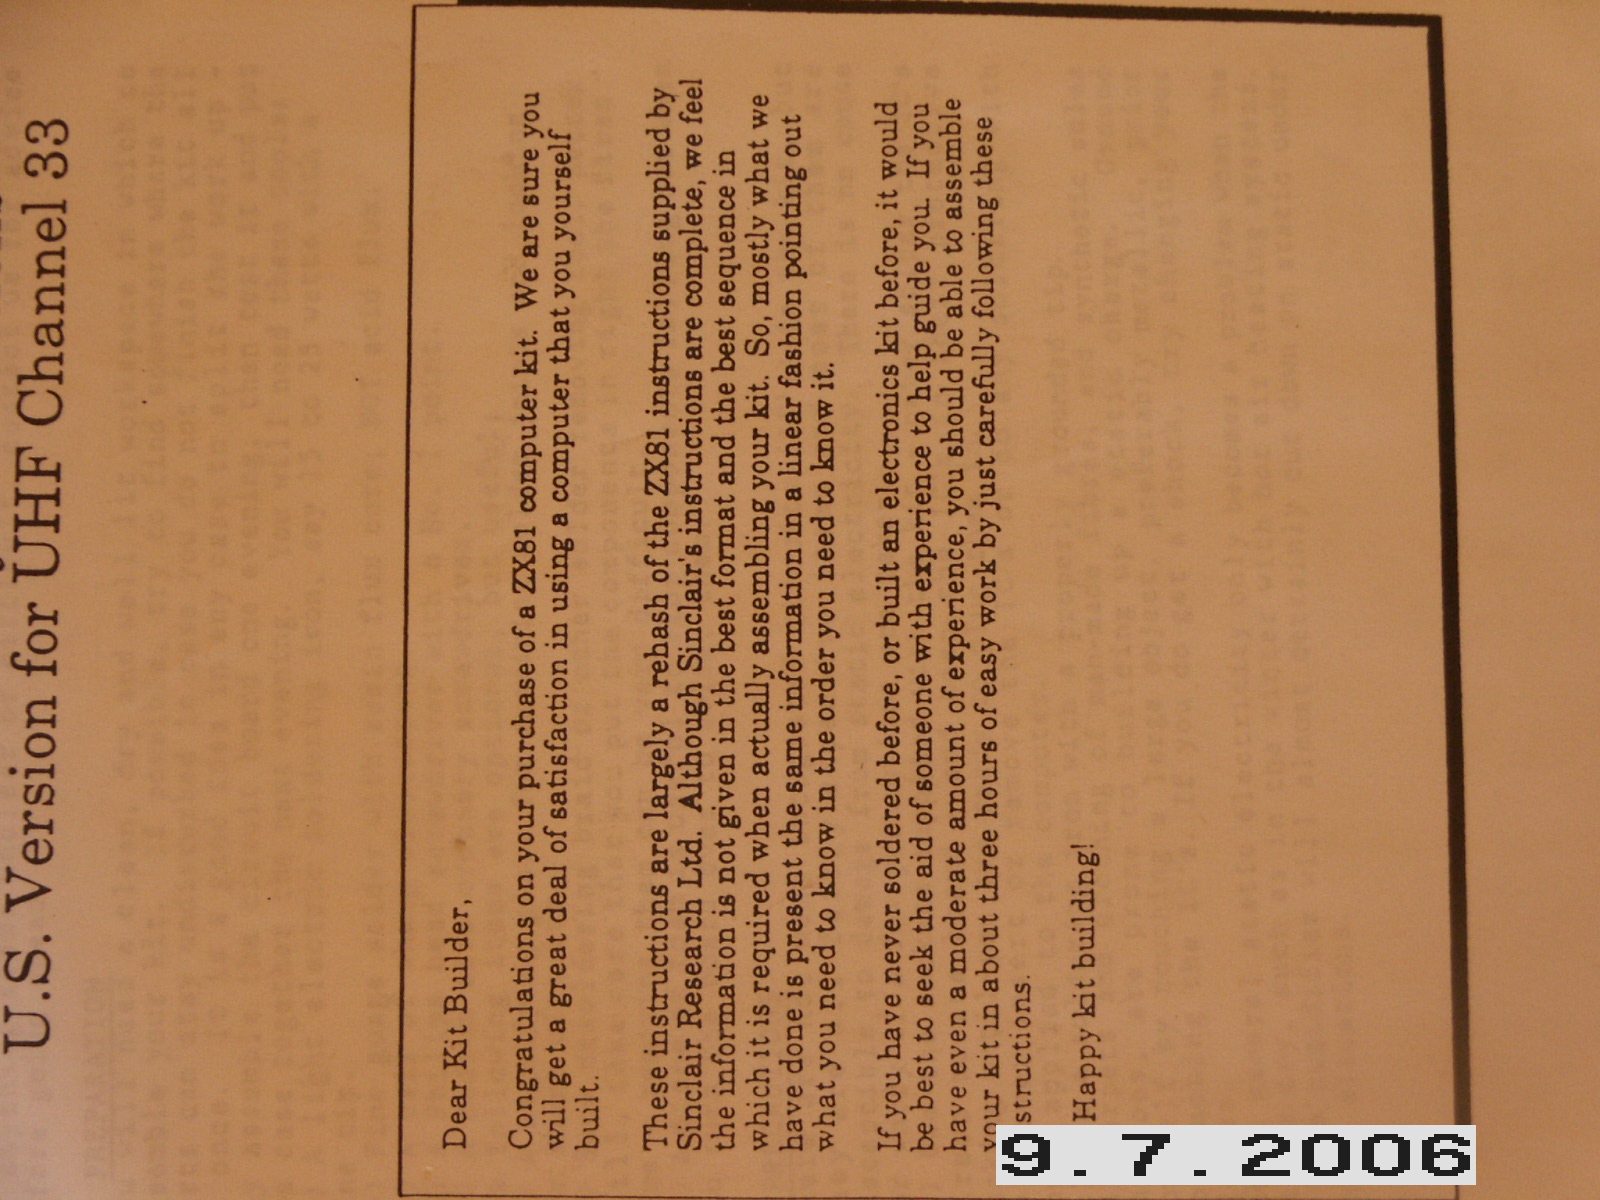 U.S. Version for UHF Channel 33
Dear Kit Builder,
Congratulations on your purchase of a ZX81 computer kit. We are sure you
will get a great deal of satisfaction in using a computer that you yourself
built.
These instructions are largely a rehash of the ZX81 instructions supplied by
Sinclair Research Ltd. Although Sinclair's instructions are complete, we feel
the information is not given in the best format and the best sequence in
which it is required when actually assembling your kit. So, mostly what we
have done is present the same information in a linear fashion pointing out
what you need to know in the order you need to know it.
If you have never soldered before, or built an electronics kit before, it would
be best to seek the aid of someone with experience to help guide you. If you
have even a moderate amount of experience, you should be able to assemble
your kit in about three hours of easy work by just carefully following these
structions.
Happy kit building!
9.7.2006